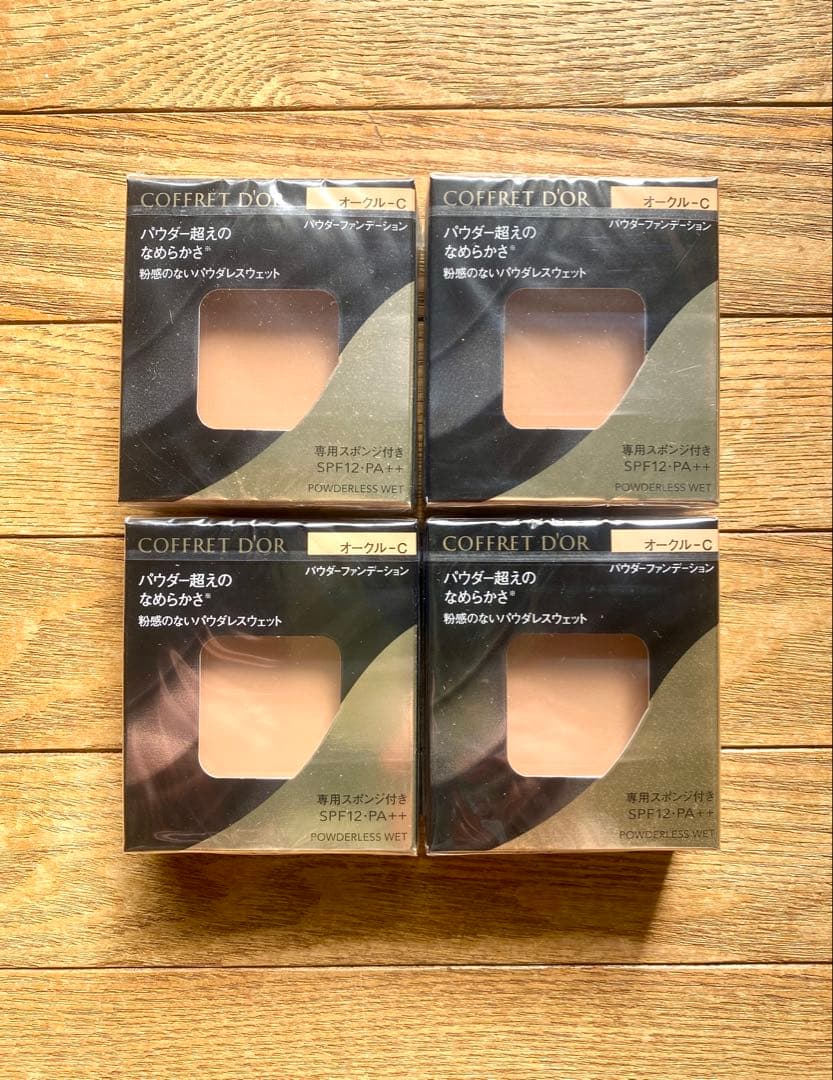 COFFRET D'OR
オークル-C
パウダーファンデーション
パウダー超えの
なめらかさ※
粉感のないパウダレスウェット
専用スポンジ付き
SPF12・PA++
POWDERLESS WET
COFFRET D'OR
オークル-C
パウダーファンデーション
パウダー超えの
なめらかさ※
粉感のないパウダレスウェット
専用スポンジ付き
SPF12・PA++
POWDERLESS WET
COFFRET D'OR
オークル-C
パウダーファンデーション
パウダー超えの
なめらかさ※
粉感のないパウダレスウェット
専用スポンジ付き
SPF12・PA++
POWDERLESS WET
COFFRET D'OR
オークル-C
パウダーファンデーション
パウダー超えの
なめらかさ※
粉感のないパウダレスウェット
専用スポンジ付き
SPF12・PA++
POWDERLESS WET